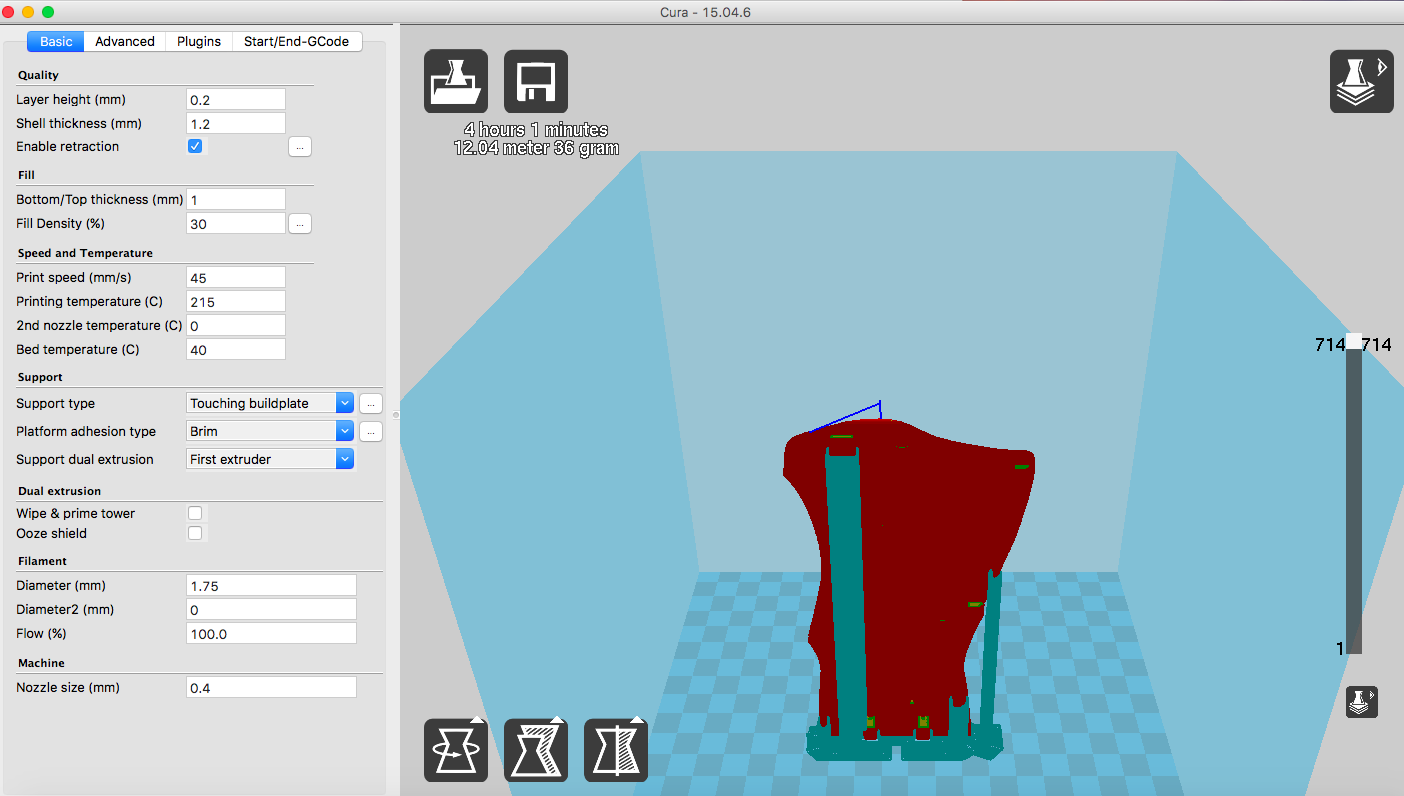 Cura - 15.04.6
Basic Advanced Plugins Start/End-GCode
Quality
Layer height (mm) 0.2
Shell thickness (mm) 1.2
Enable retraction ...
Fill
Bottom/Top thickness (mm) 1
Fill Density (%) 30 ...
Speed and Temperature
Print speed (mm/s) 45
Printing temperature (C) 215
2nd nozzle temperature (C) 0
Bed temperature (C) 40
Support
Support type Touching buildplate ...
Platform adhesion type Brim ...
Support dual extrusion First extruder
Dual extrusion
Wipe & prime tower
Ooze shield
Filament
Diameter (mm) 1.75
Diameter2 (mm) 0
Flow (%) 100.0
Machine
Nozzle size (mm) 0.4
4 hours 1 minutes
12.04 meter 36 gram
714 714
1